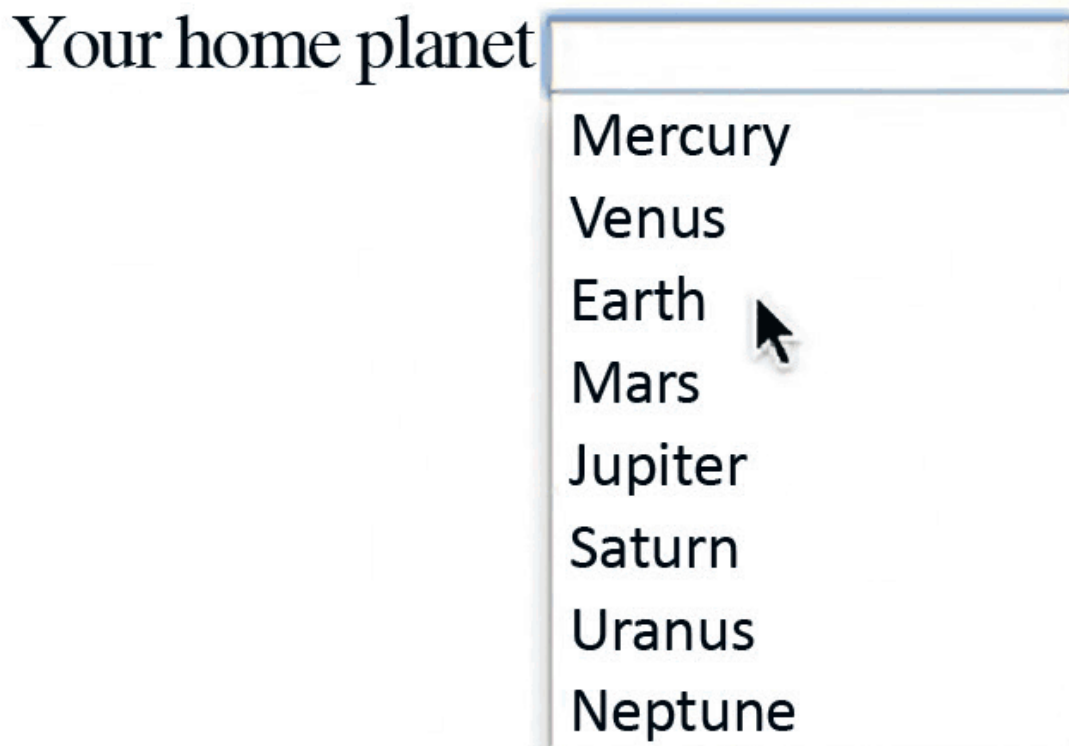 Your home planet
Mercury
Venus
Earth
Mars
Jupiter
Saturn
Uranus
Neptune